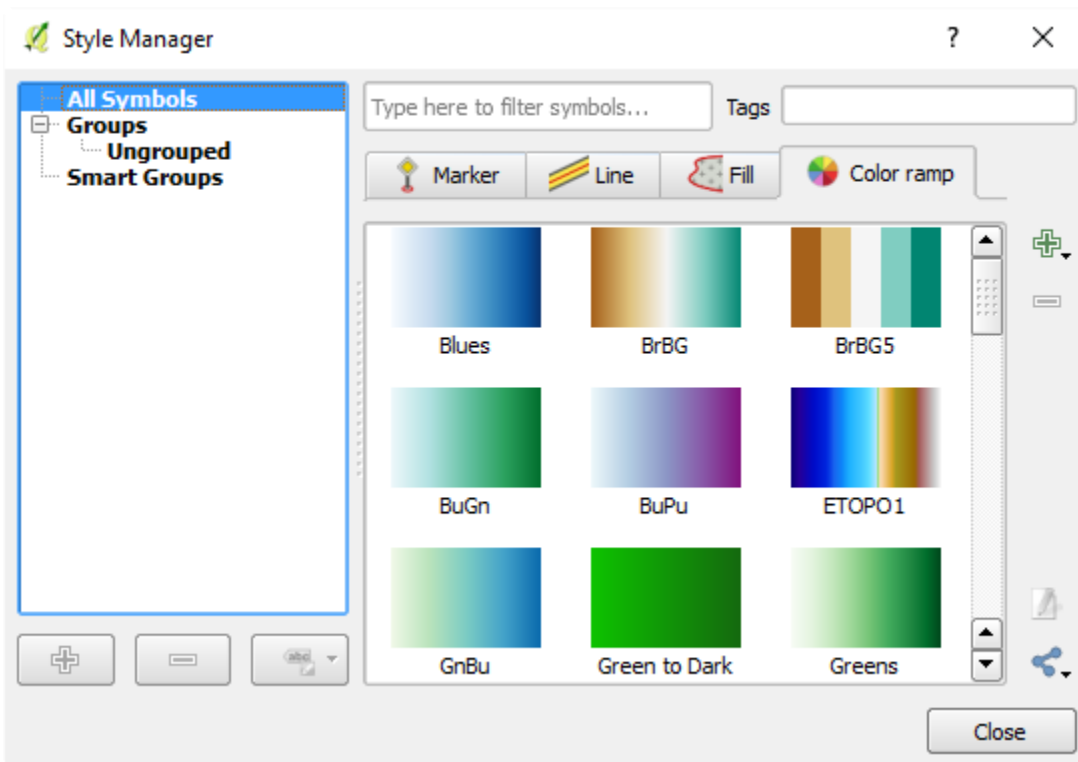 Style Manager
?
All Symbols
Groups
Ungrouped
Smart Groups
Type here to filter symbols...
Tags
Marker
Line
Fill
Color ramp
Blues
BrBG
BrBG5
BuGn
BuPu
ETOPO1
GnBu
Green to Dark
Greens
abc
Close